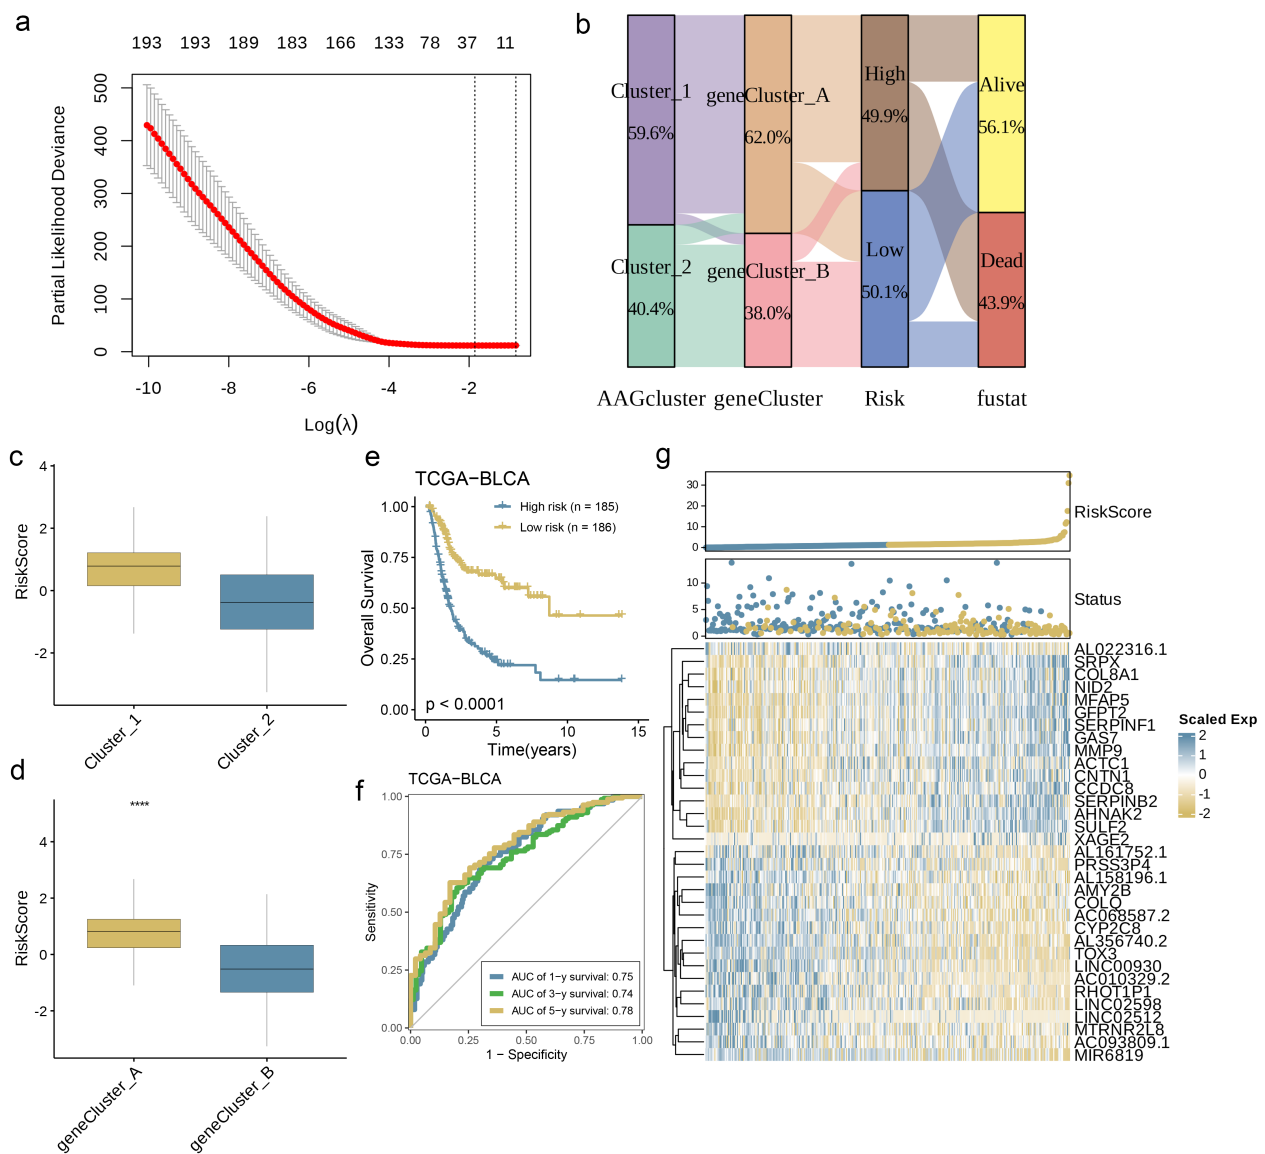 a
193 193 189 183 166 133 78 37 11
Partial Likelihood Deviance
500
400
300
200
100
0
-10 -8 -6 -4 -2
Log(λ)
b
Cluster_1
59.6%
Cluster_2
40.4%
geneCluster_A
62.0%
geneCluster_B
38.0%
High
49.9%
Low
50.1%
Alive
56.1%
Dead
43.9%
AAGcluster geneCluster Risk fustat
c
RiskScore
4
2
0
-2
Cluster_1
Cluster_2
d
****
RiskScore
4
2
0
-2
geneCluster_A
geneCluster_B
e
TCGA−BLCA
High risk (n = 185)
Low risk (n = 186)
Overall Survival
1.00
0.75
0.50
0.25
0.00
p < 0.0001
0 5 10 15
Time(years)
f
TCGA−BLCA
Sensitivity
1.00
0.75
0.50
0.25
0.00
AUC of 1−y survival: 0.75
AUC of 3−y survival: 0.74
AUC of 5−y survival: 0.78
0.00 0.25 0.50 0.75 1.00
1 − Specificity
g
30
20
10
0
RiskScore
10
5
0
Status
AL022316.1
SRPX
COL8A1
NID2
MFAP5
GFPT2
SERPINF1
GAS7
MMP9
ACTC1
CNTN1
CCDC8
SERPINB2
AHNAK2
SULF2
XAGE2
AL161752.1
PRSS3P4
AL158196.1
AMY2B
COLQ
AC068587.2
CYP2C8
AL356740.2
TOX3
LINC00930
AC010329.2
RHOT1P1
LINC02598
LINC02512
MTRNR2L8
AC093809.1
MIR6819
Scaled Exp
2
1
0
-1
-2